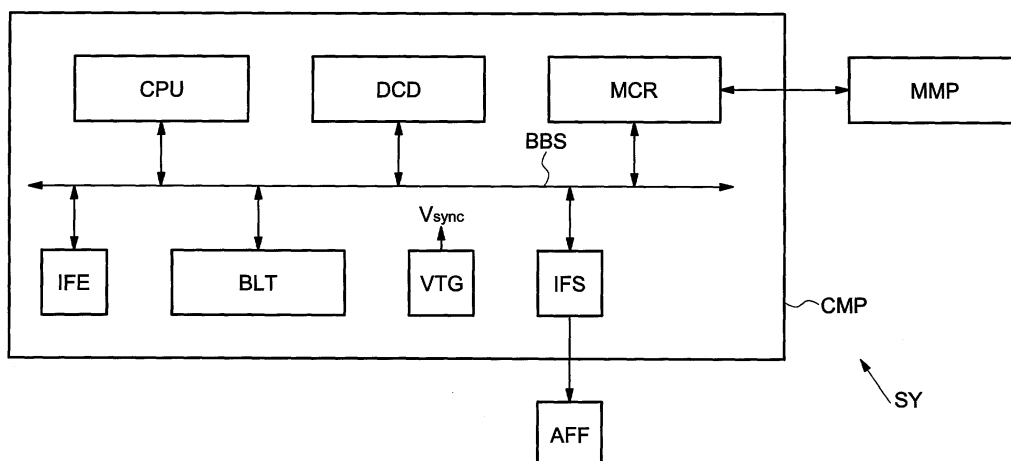 CPU
DCD
MCR
MMP
BBS
Vsync
IFE
BLT
VTG
IFS
CMP
SY
AFF